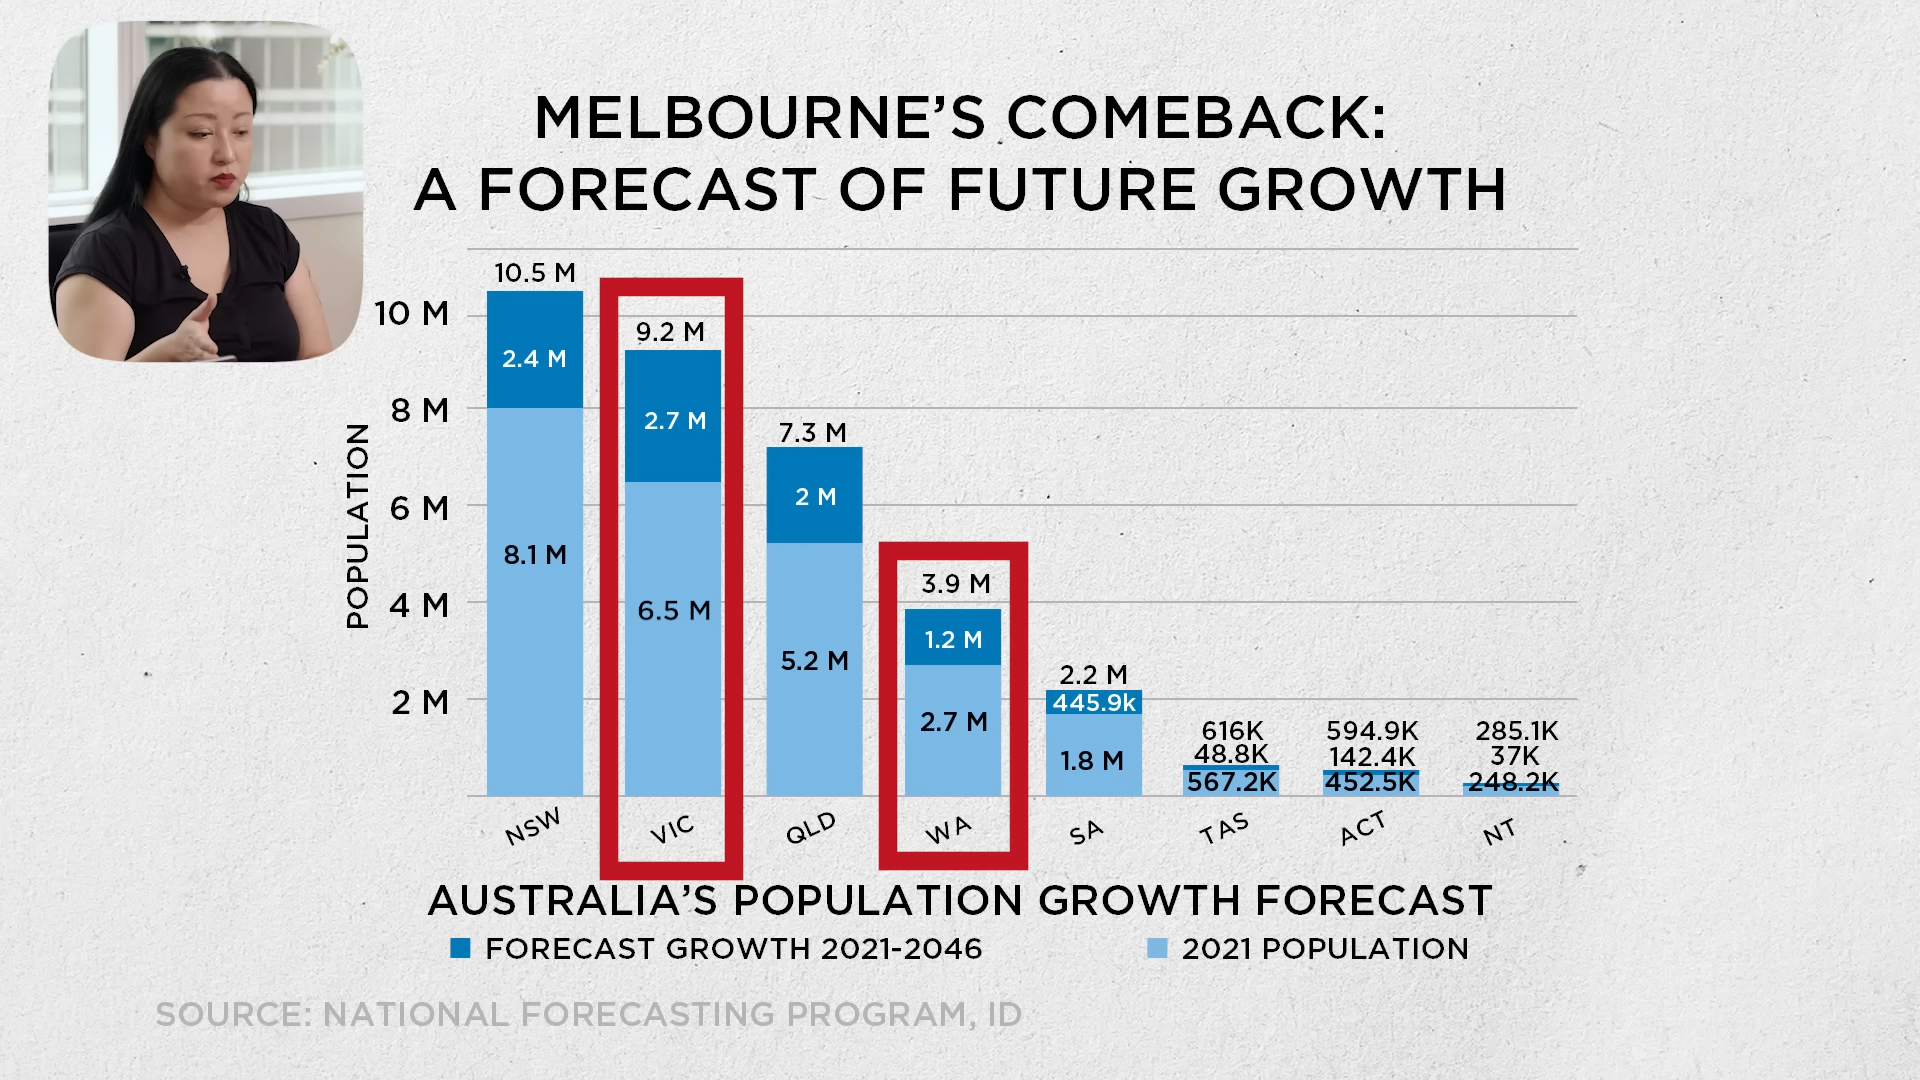 MELBOURNE’S COMEBACK:
A FORECAST OF FUTURE GROWTH
POPULATION
10 M
8 M
6 M
4 M
2 M
10.5 M
2.4 M
8.1 M
9.2 M
2.7 M
6.5 M
7.3 M
2 M
5.2 M
3.9 M
1.2 M
2.7 M
2.2 M
445.9k
1.8 M
616K
48.8K
567.2K
594.9K
142.4K
452.5K
285.1K
37K
248.2K
NSW
VIC
QLD
WA
SA
TAS
ACT
NT
AUSTRALIA’S POPULATION GROWTH FORECAST
FORECAST GROWTH 2021-2046
2021 POPULATION
SOURCE: NATIONAL FORECASTING PROGRAM, ID